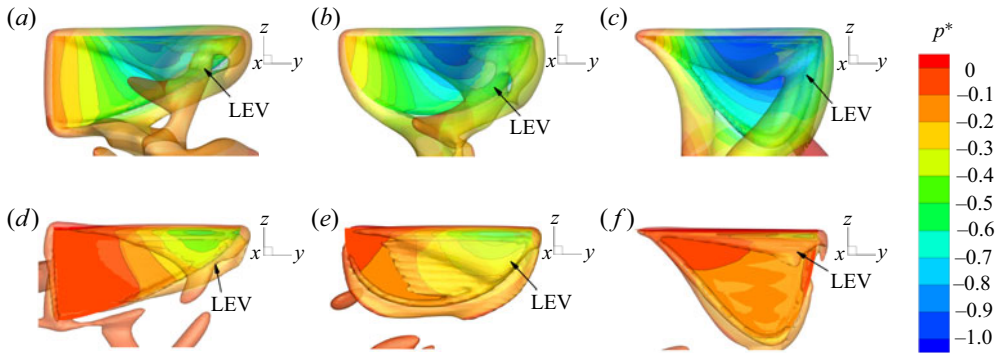 (a) (b) (c) p*
z x y LEV
z x y LEV
z x y LEV
(d) (e) (f)
z x y LEV
z x y LEV
z x y LEV
0
–0.1
–0.2
–0.3
–0.4
–0.5
–0.6
–0.7
–0.8
–0.9
–1.0